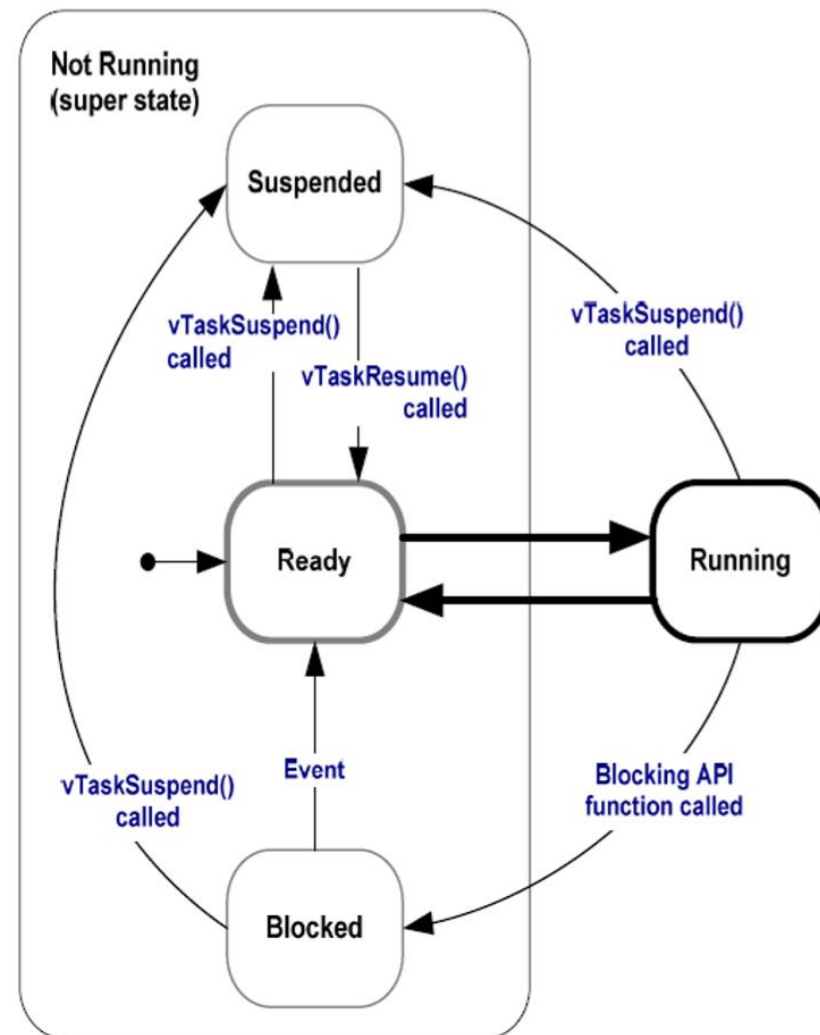 Not Running
(super state)
Suspended
vTaskSuspend()
called
vTaskResume()
called
vTaskSuspend()
called
Ready
Running
Event
vTaskSuspend()
called
Blocking API
function called
Blocked